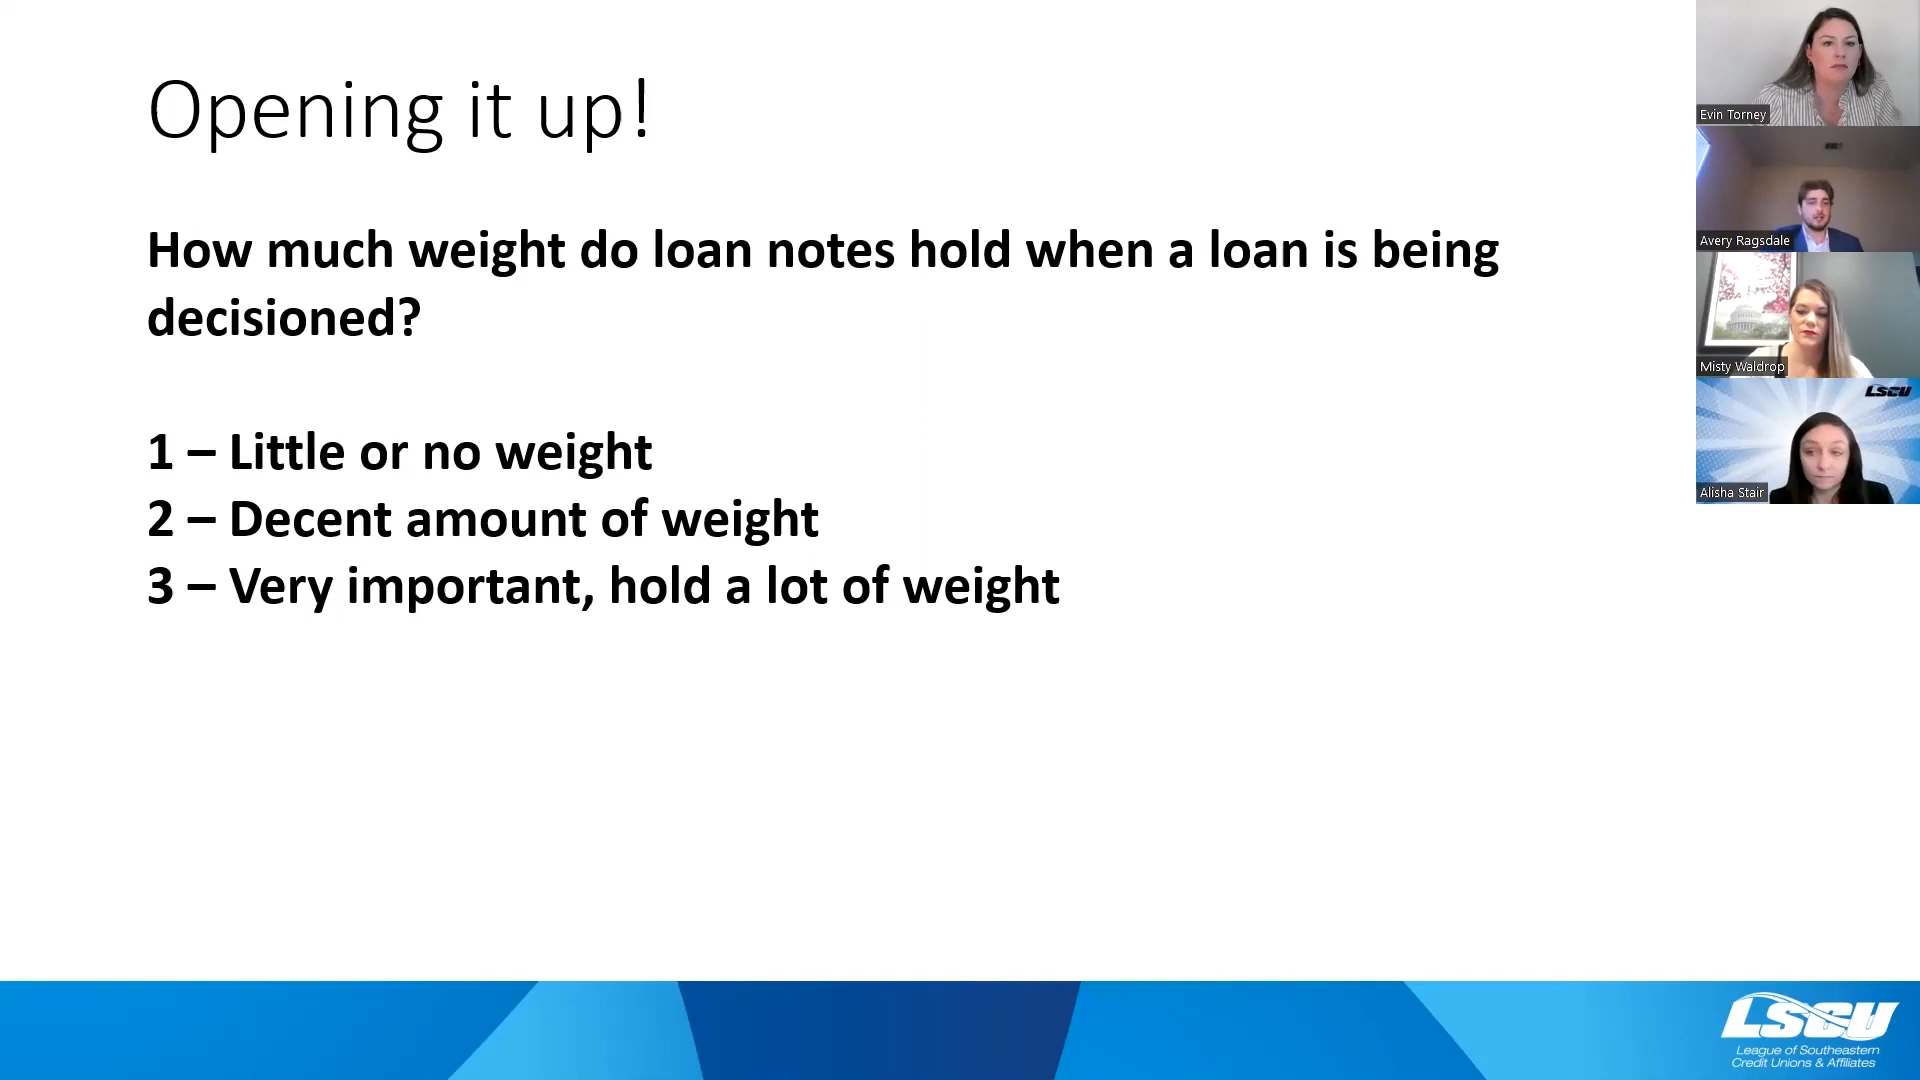 Opening it up!
How much weight do loan notes hold when a loan is being
decisioned?
1 – Little or no weight
2 – Decent amount of weight
3 – Very important, hold a lot of weight
Evin Torney
Avery Ragsdale
Misty Waldrop
LSCU
Alisha Stair
LSCU
League of Southeastern
Credit Unions & Affiliates